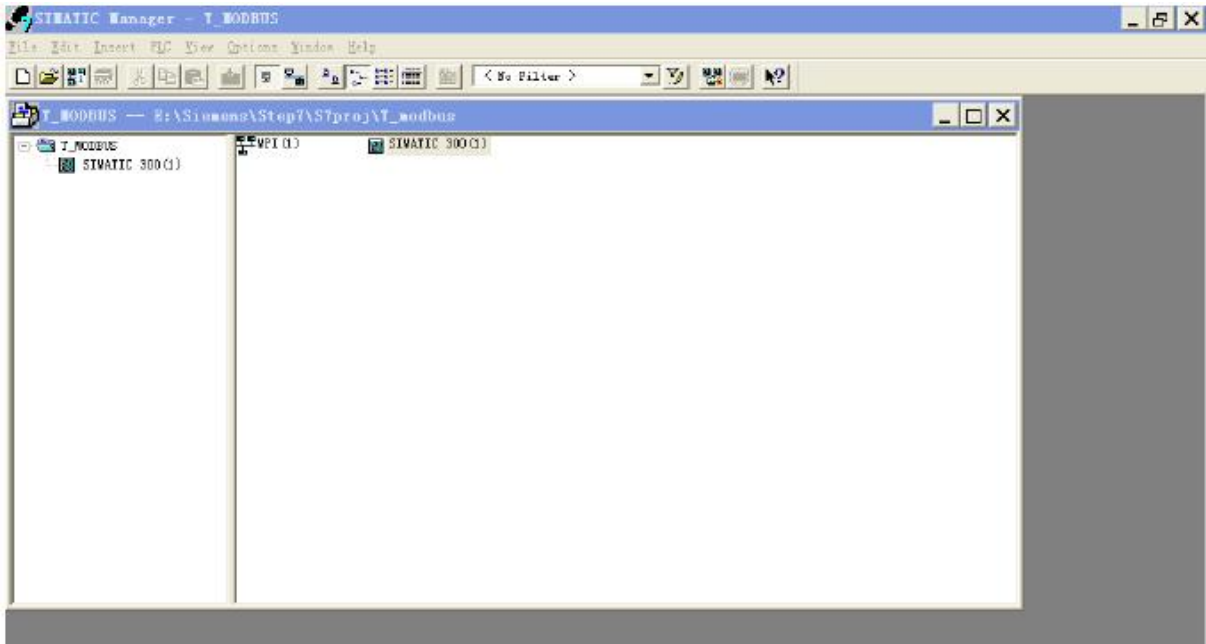 SIMATIC Manager - T_MODBUS
File Edit Insert PLC View Options Window Help
< No Filter >
T_MODBUS -- E:\Siemens\Step7\S7proj\T_modbus
T_MODBUS
SIMATIC 300(1)
MPI(1)
SIMATIC 300(1)